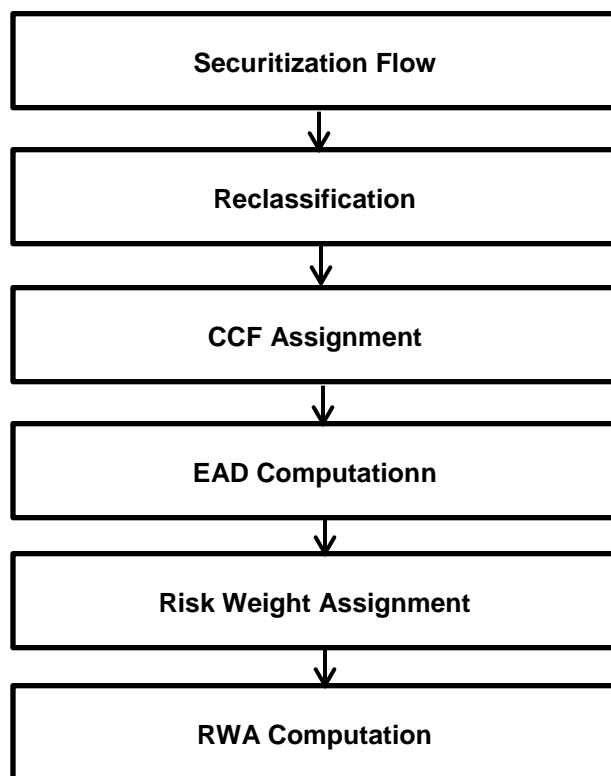 Securitization Flow
Reclassification
CCF Assignment
EAD Computationn
Risk Weight Assignment
RWA Computation